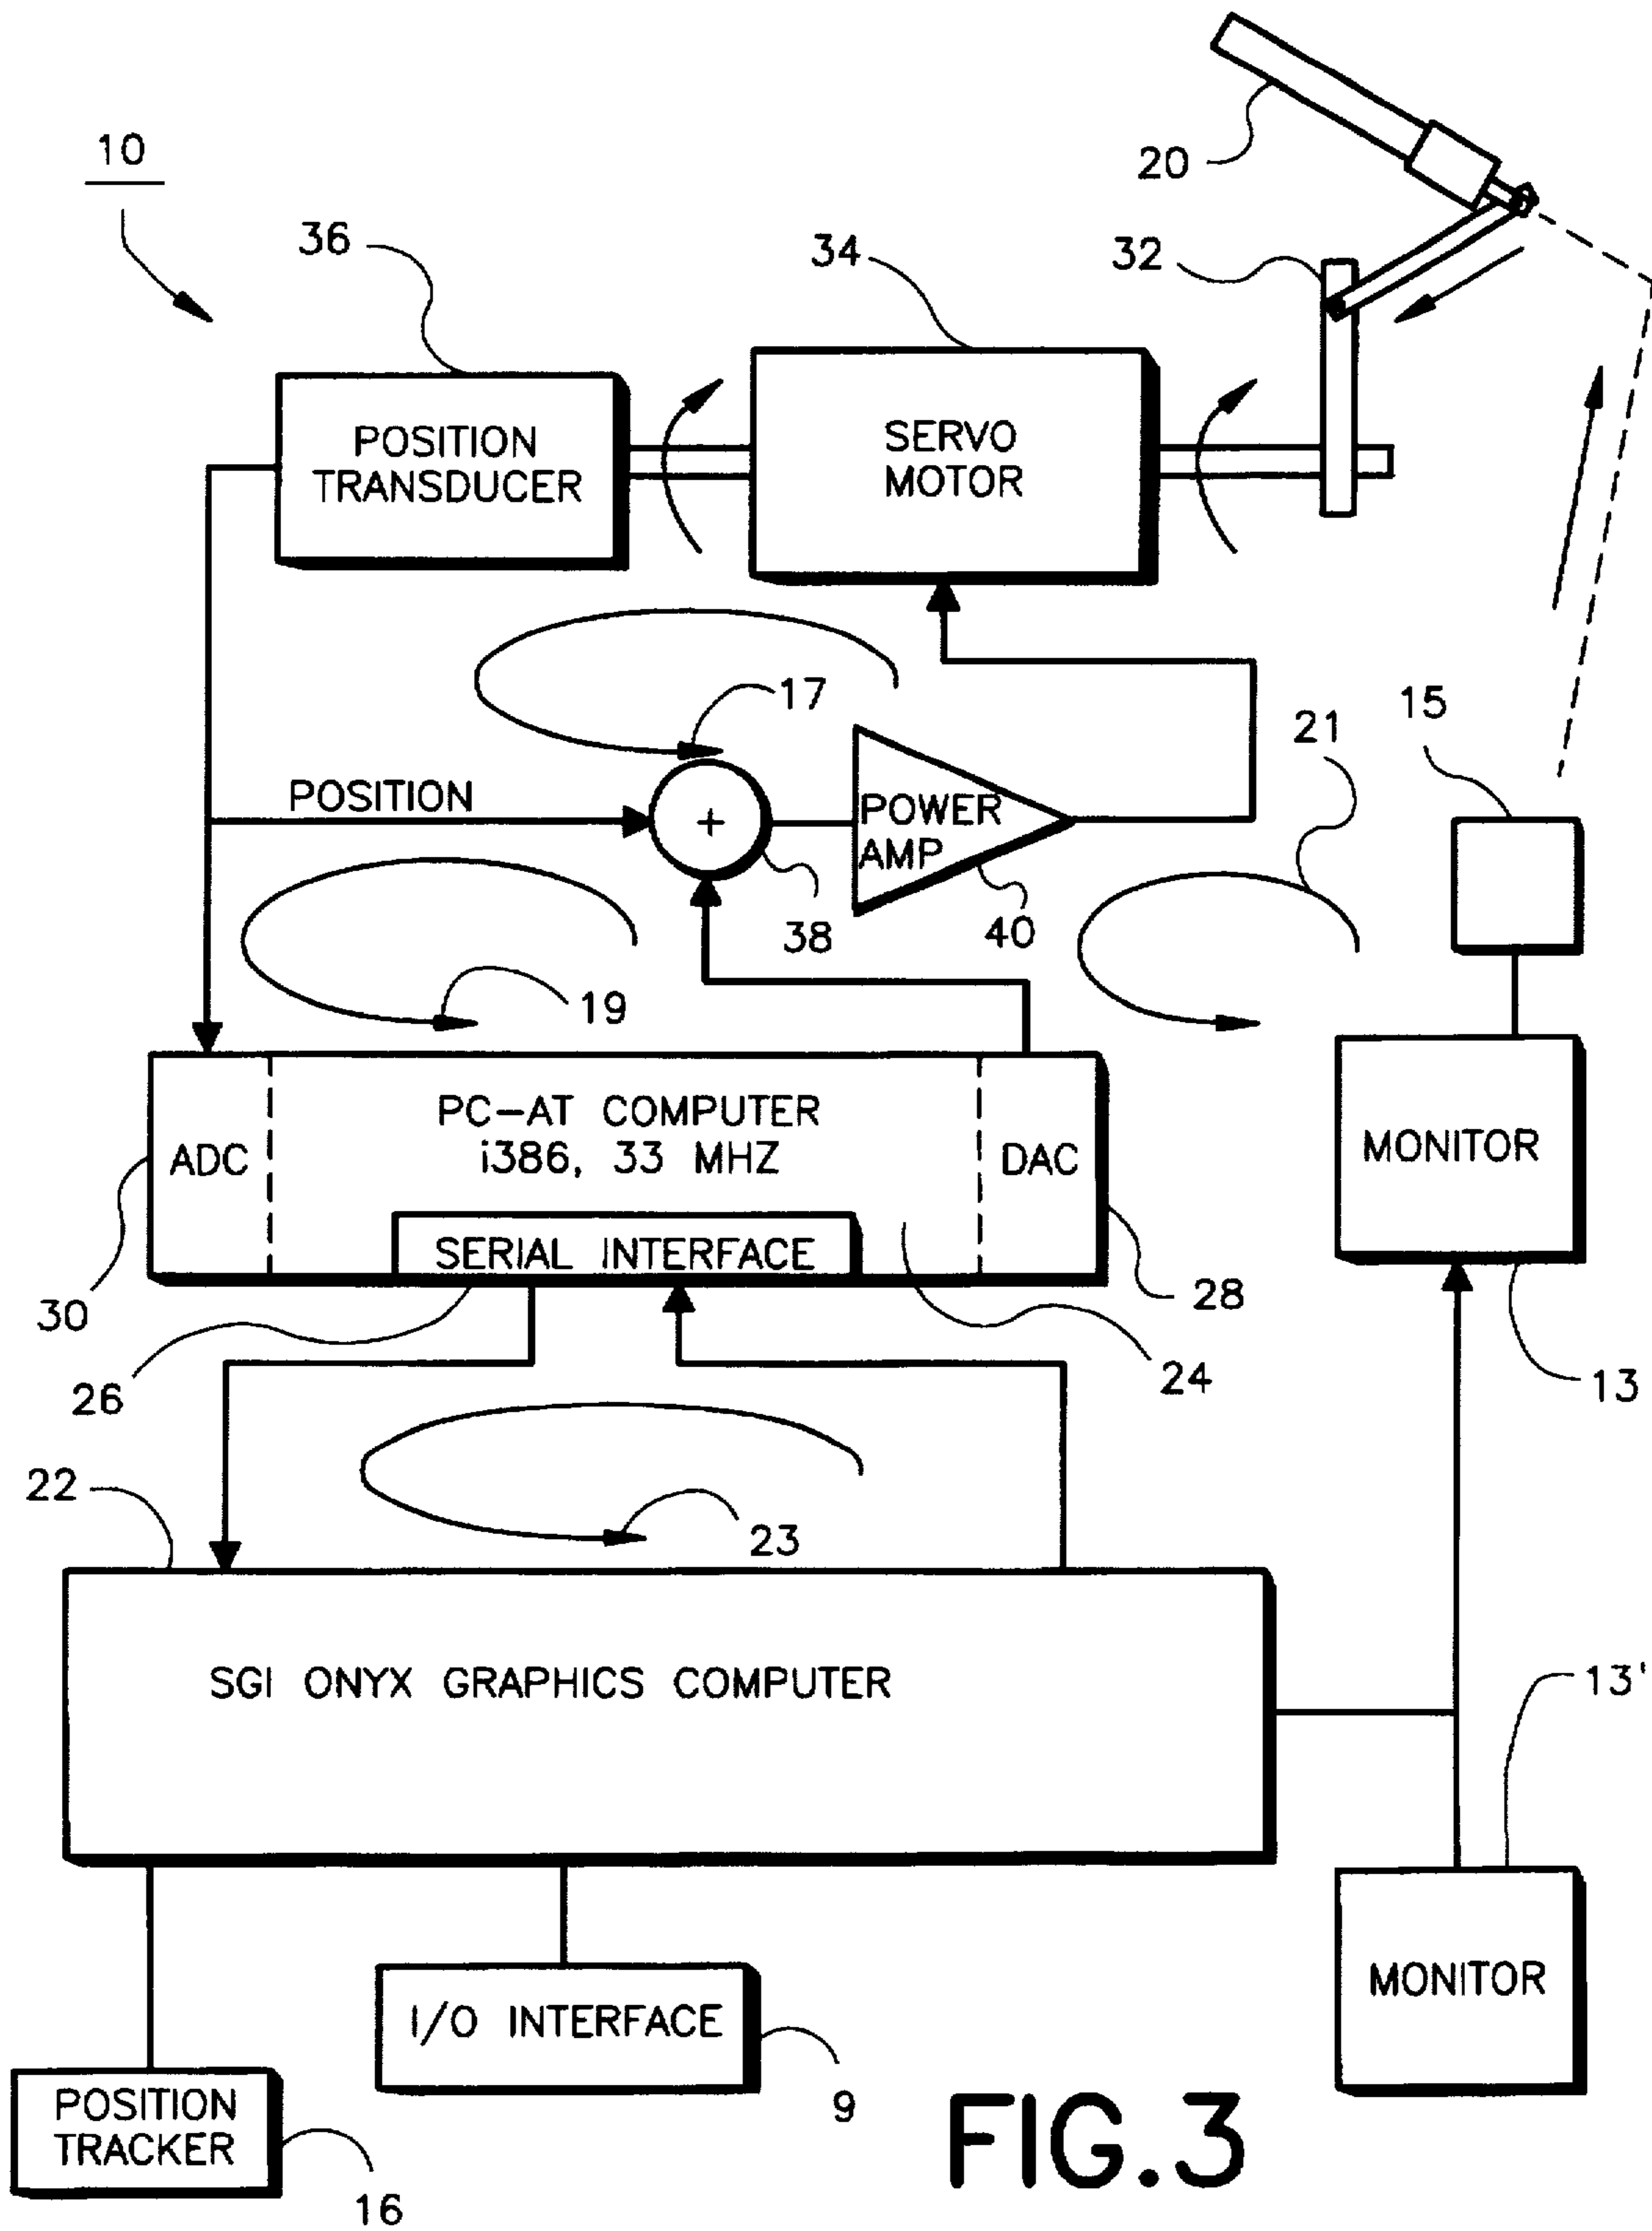 20
10
36
34
32
POSITION
TRANSDUCER
SERVO
MOTOR
17
15
21
POSITION
+
POWER
AMP
38
40
19
PC-AT COMPUTER
i386, 33 MHZ
ADC
DAC
MONITOR
SERIAL INTERFACE
30
28
26
24
13
22
23
SGI ONYX GRAPHICS COMPUTER
13'
I/O INTERFACE
MONITOR
9
POSITION
TRACKER
16
FIG.3